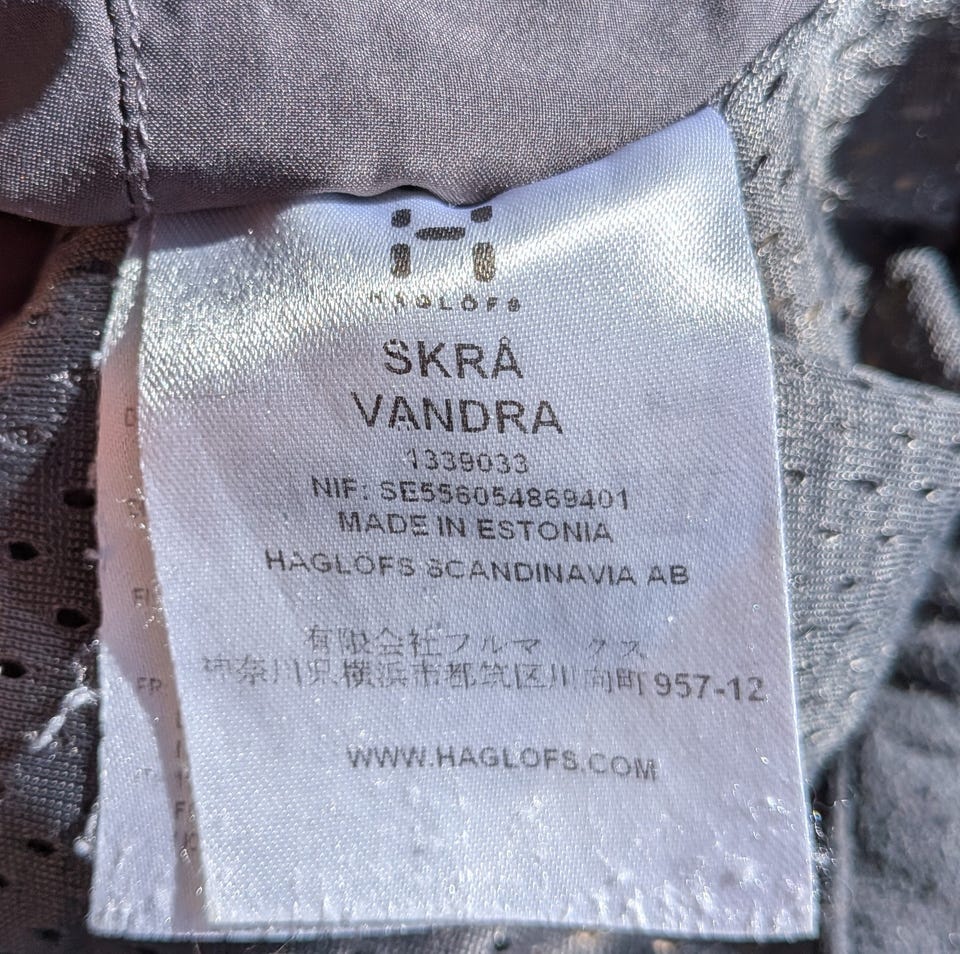 HAGLÖFS
SKRÅ
VANDRA
1339033
NIF: SE556054869401
MADE IN ESTONIA
HAGLOFS SCANDINAVIA AB
有限会社フルマ クス
神奈川県横浜市都筑区川向町957-12
WWW.HAGLOFS.COM
FI
FR